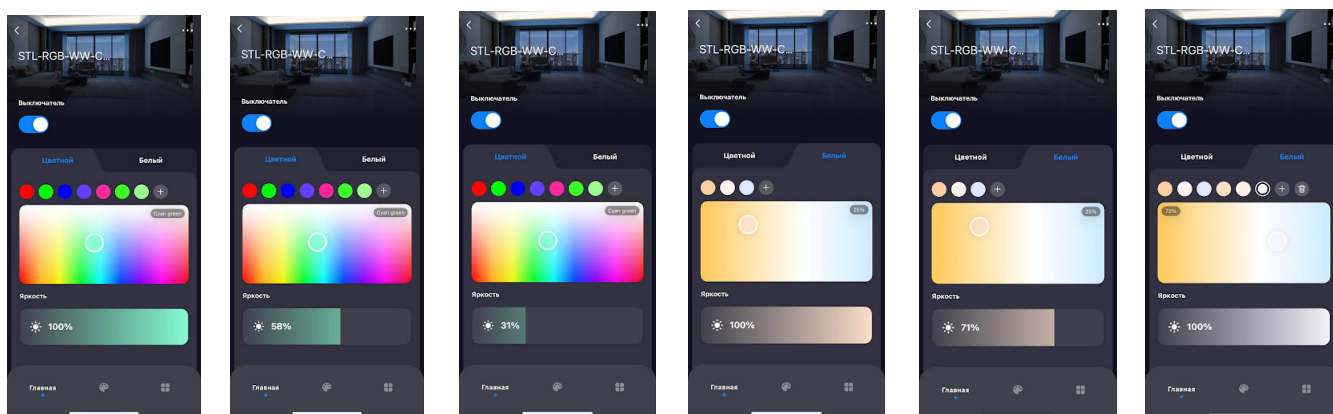 STL-RGB-WW-C...
Выключатель
Цветной
Белый
Cyan green
Яркость
100%
Главная
STL-RGB-WW-C...
Выключатель
Цветной
Белый
Cyan green
Яркость
58%
Главная
STL-RGB-WW-C...
Выключатель
Цветной
Белый
Cyan green
Яркость
31%
Главная
STL-RGB-WW-C...
Выключатель
Цветной
Белый
25%
Яркость
100%
Главная
STL-RGB-WW-C...
Выключатель
Цветной
Белый
25%
Яркость
71%
Главная
STL-RGB-WW-C...
Выключатель
Цветной
Белый
72%
Яркость
100%
Главная